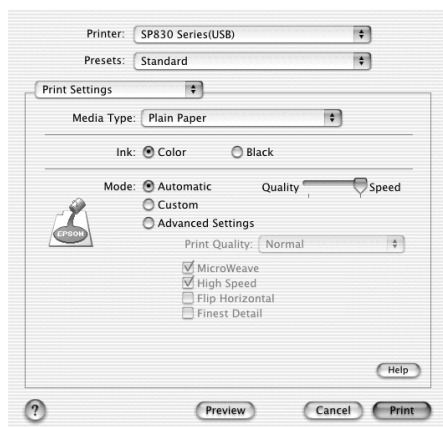 Printer: SP830 Series(USB)
Presets: Standard
Print Settings
Media Type: Plain Paper
Ink: Color Black
Mode: Automatic Quality Speed
Custom
Advanced Settings
EPSON
Print Quality: Normal
MicroWeave
High Speed
Flip Horizontal
Finest Detail
Help
? Preview Cancel Print